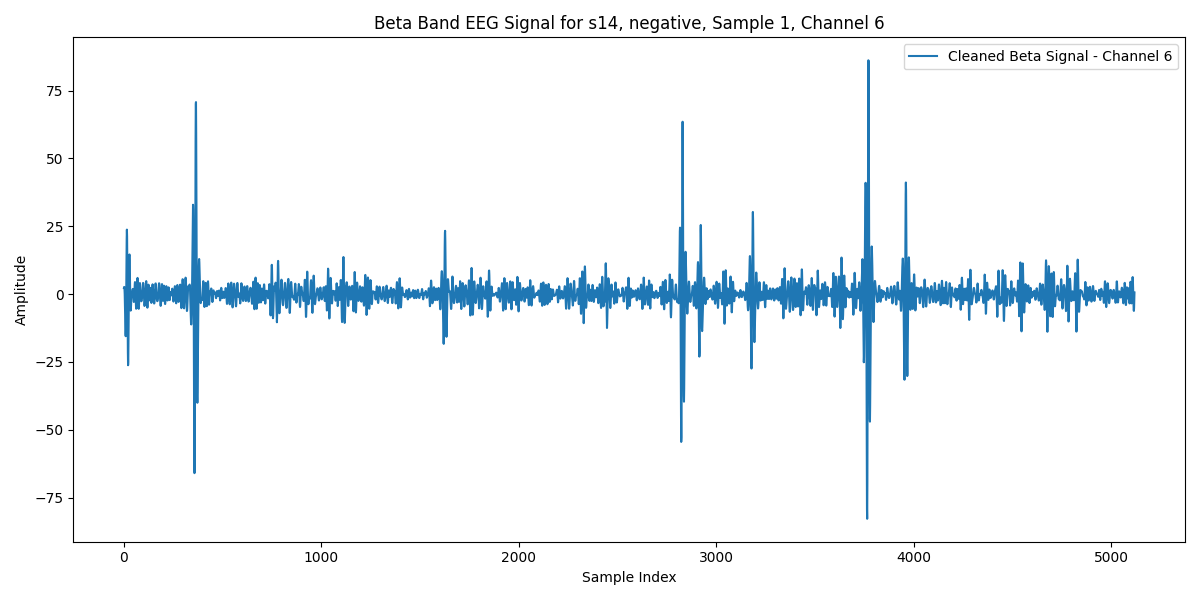 Beta Band EEG Signal for s14, negative, Sample 1, Channel 6
Cleaned Beta Signal - Channel 6
Amplitude
75
50
25
0
−25
−50
−75
0 1000 2000 3000 4000 5000
Sample Index